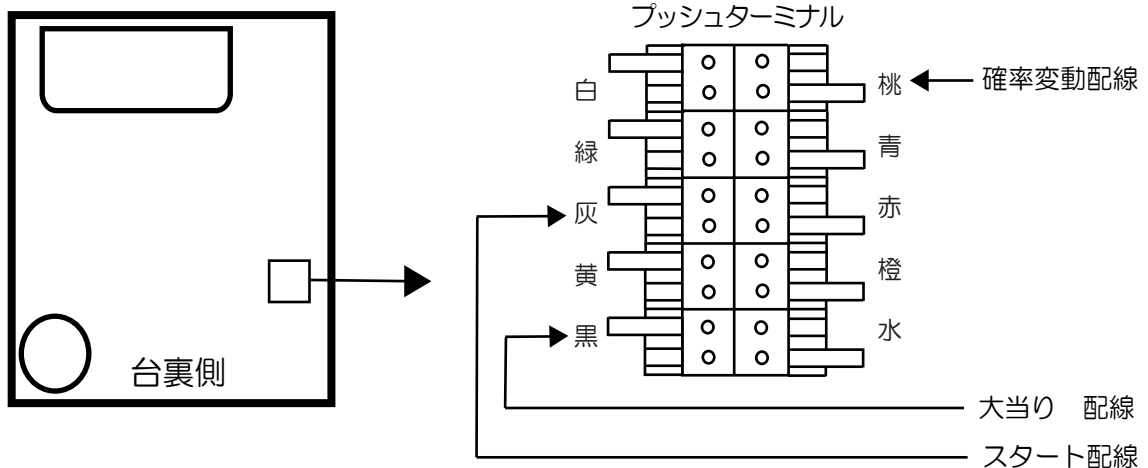 プッシュターミナル
白
緑
灰
黄
黒
桃
青
赤
橙
水
確率変動配線
台裏側
大当り 配線
スタート配線